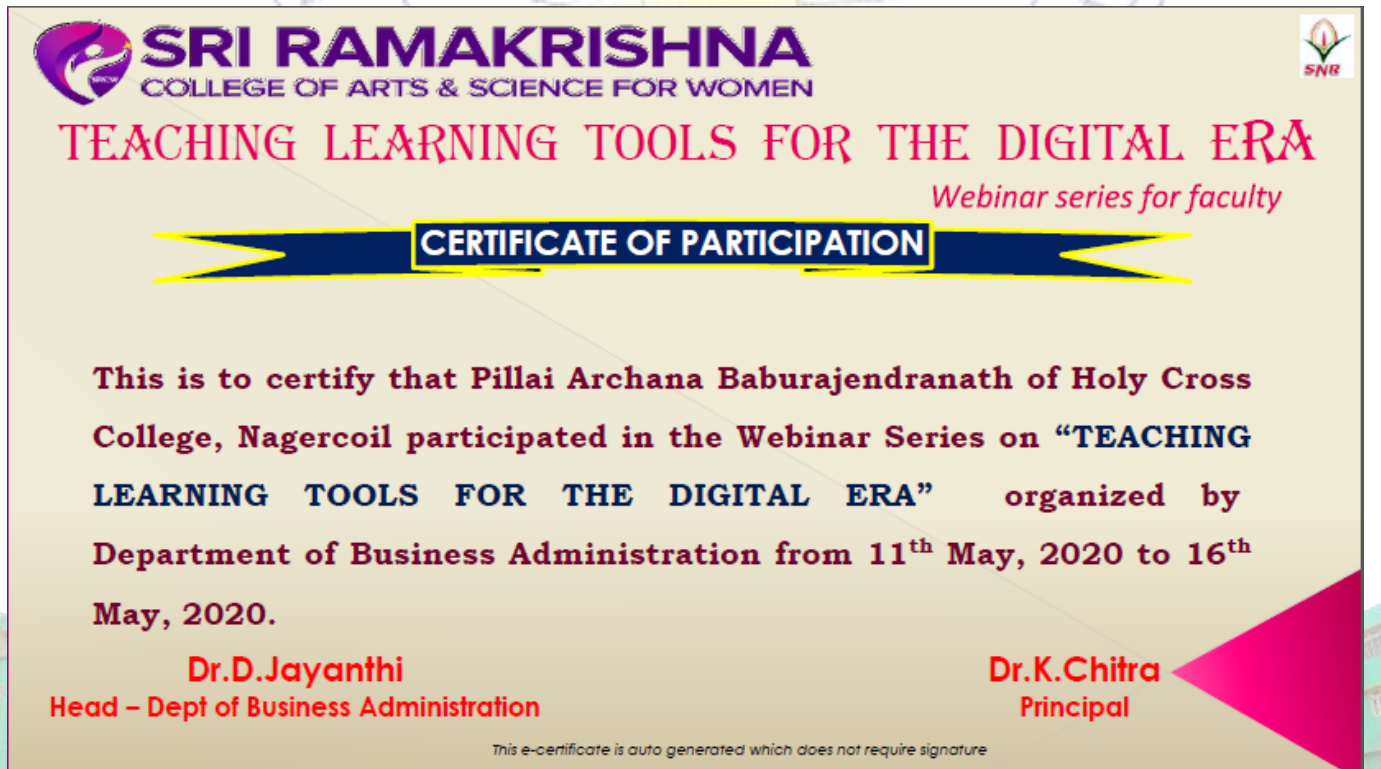 SRI RAMAKRISHNA
COLLEGE OF ARTS & SCIENCE FOR WOMEN
SRCW
SNR
TEACHING LEARNING TOOLS FOR THE DIGITAL ERA
Webinar series for faculty
CERTIFICATE OF PARTICIPATION
This is to certify that Pillai Archana Baburajendranath of Holy Cross
College, Nagercoil participated in the Webinar Series on “TEACHING
LEARNING TOOLS FOR THE DIGITAL ERA” organized by
Department of Business Administration from 11th May, 2020 to 16th
May, 2020.
Dr.D.Jayanthi
Head – Dept of Business Administration
Dr.K.Chitra
Principal
This e-certificate is auto generated which does not require signature